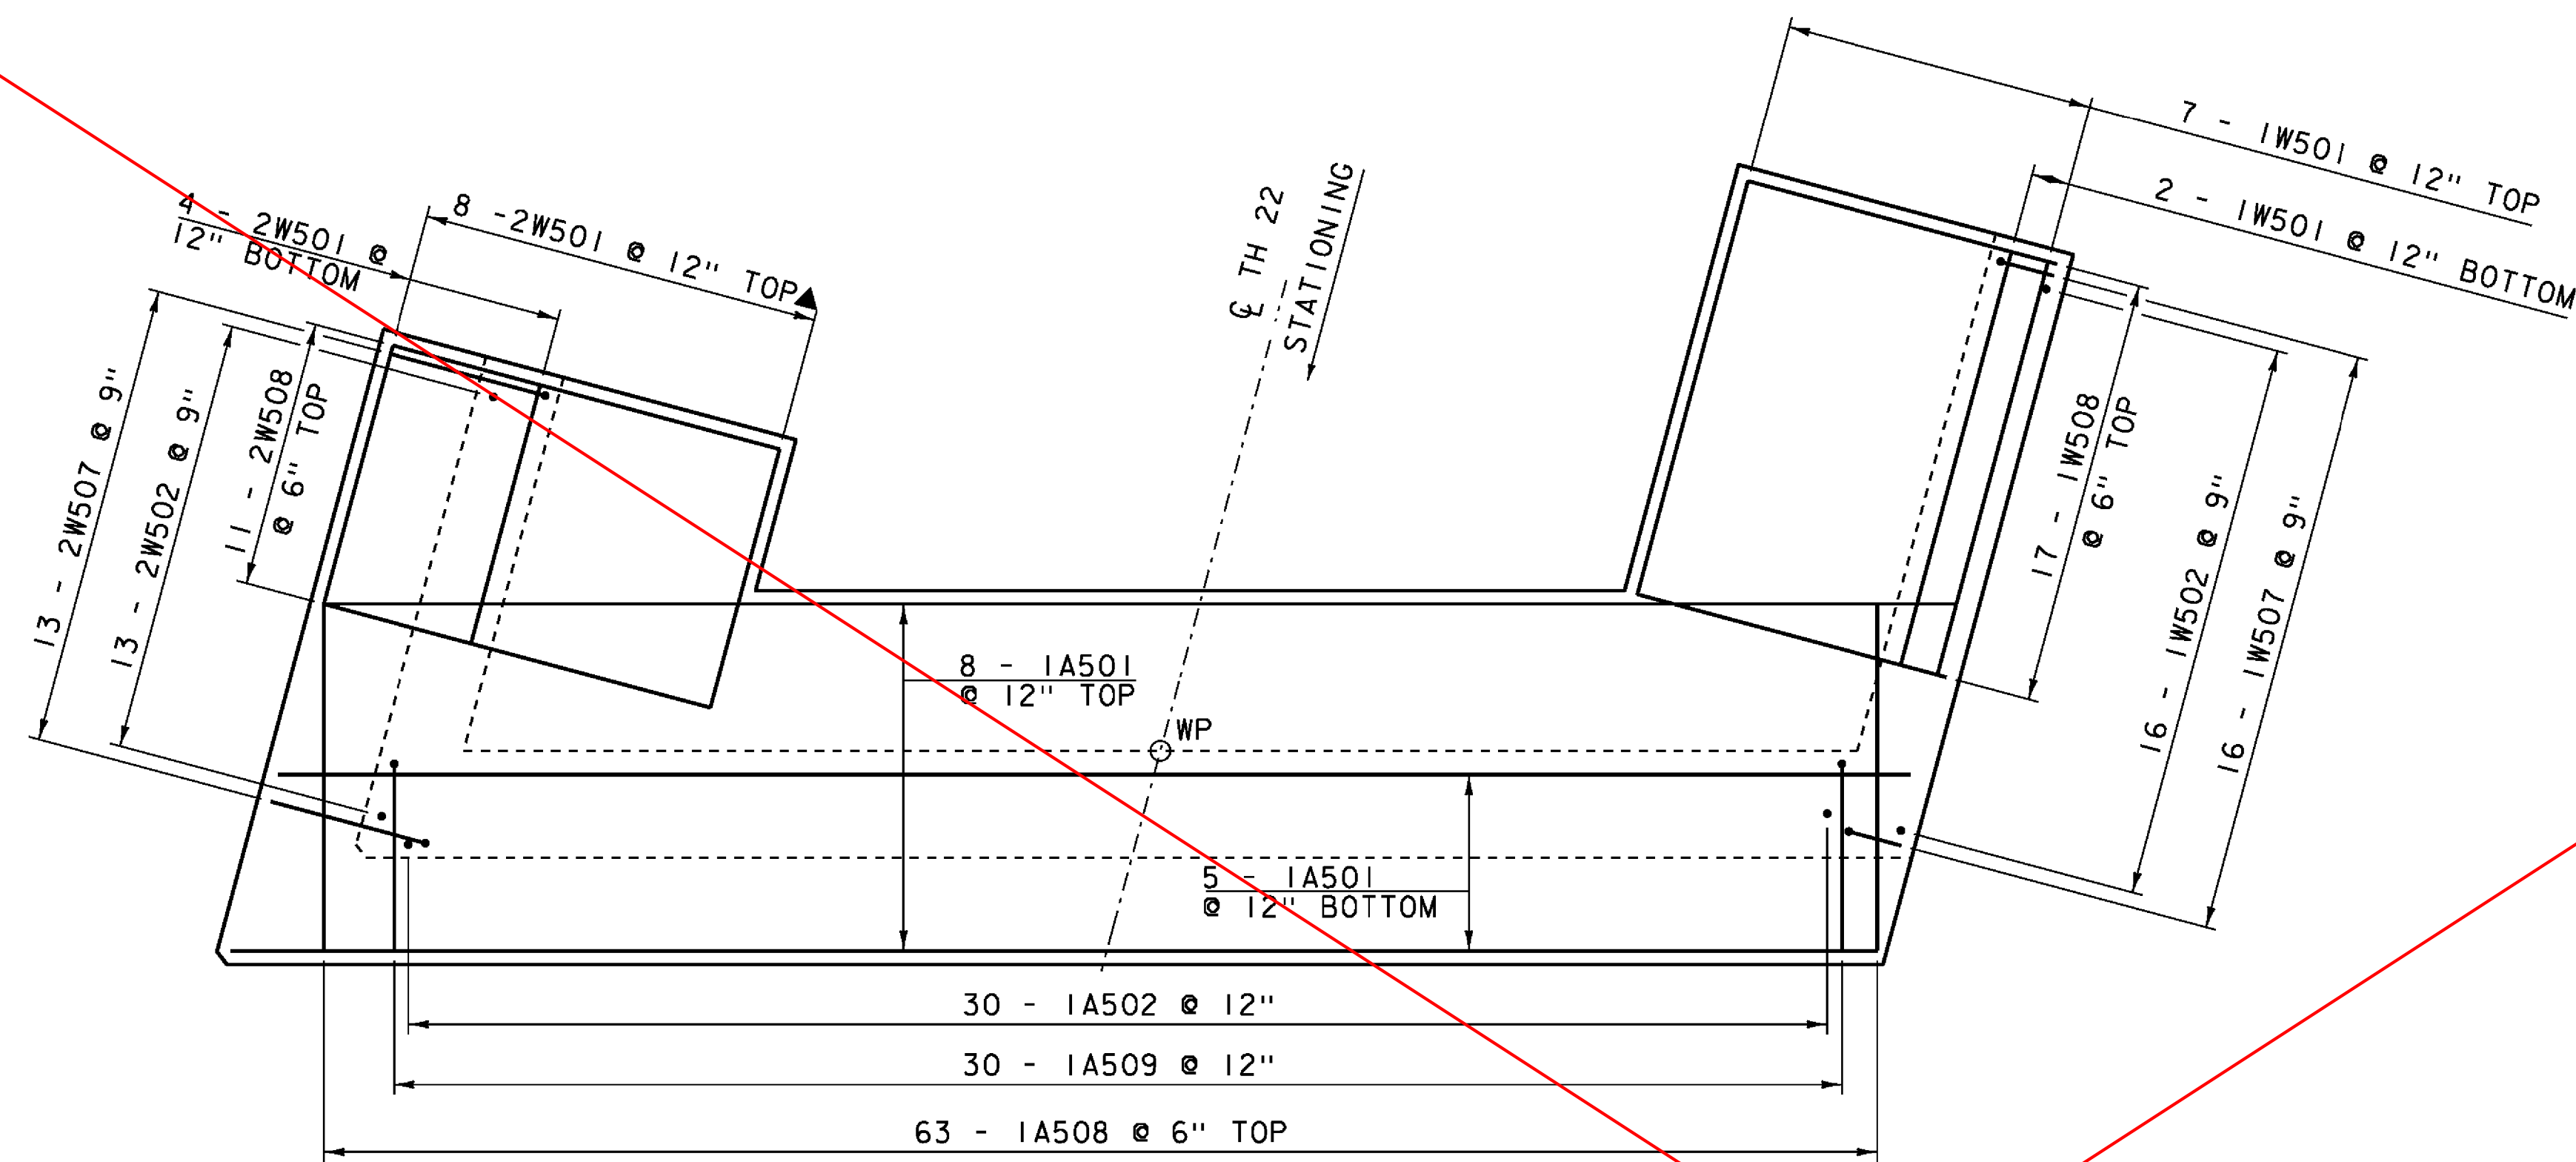 7 - 1W501 @ 12" TOP
2 - 1W501 @ 12" BOTTOM
4 - 2W501 @
12" BOTTOM
8 -2W501 @ 12" TOP
℄ TH 22
STATIONING
13 - 2W507 @ 9"
13 - 2W502 @ 9"
11 - 2W508
@ 6" TOP
17 - 1W508
@ 6" TOP
16 - 1W502 @ 9"
16 - 1W507 @ 9"
8 - 1A501
@ 12" TOP
WP
5 - 1A501
@ 12" BOTTOM
30 - 1A502 @ 12"
30 - 1A509 @ 12"
63 - 1A508 @ 6" TOP